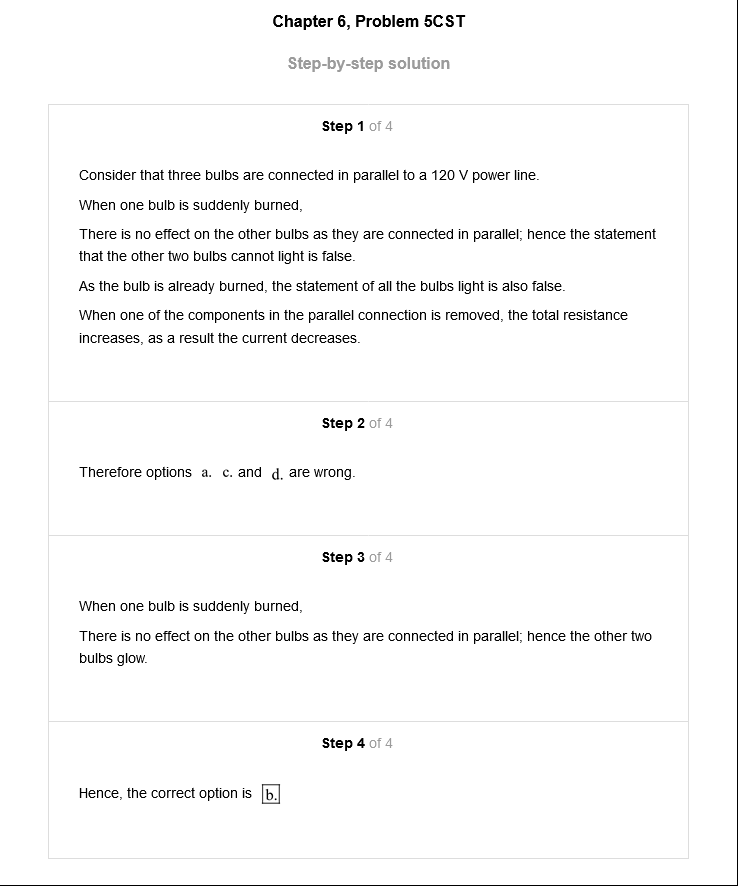 Chapter 6, Problem 5CST
Step-by-step solution
Step 1 of 4
Consider that three bulbs are connected in parallel to a 120 V power line.
When one bulb is suddenly burned,
There is no effect on the other bulbs as they are connected in parallel; hence the statement
that the other two bulbs cannot light is false.
As the bulb is already burned, the statement of all the bulbs light is also false.
When one of the components in the parallel connection is removed, the total resistance
increases, as a result the current decreases.
Step 2 of 4
Therefore options a. c. and d. are wrong.
Step 3 of 4
When one bulb is suddenly burned,
There is no effect on the other bulbs as they are connected in parallel; hence the other two
bulbs glow.
Step 4 of 4
Hence, the correct option is b.